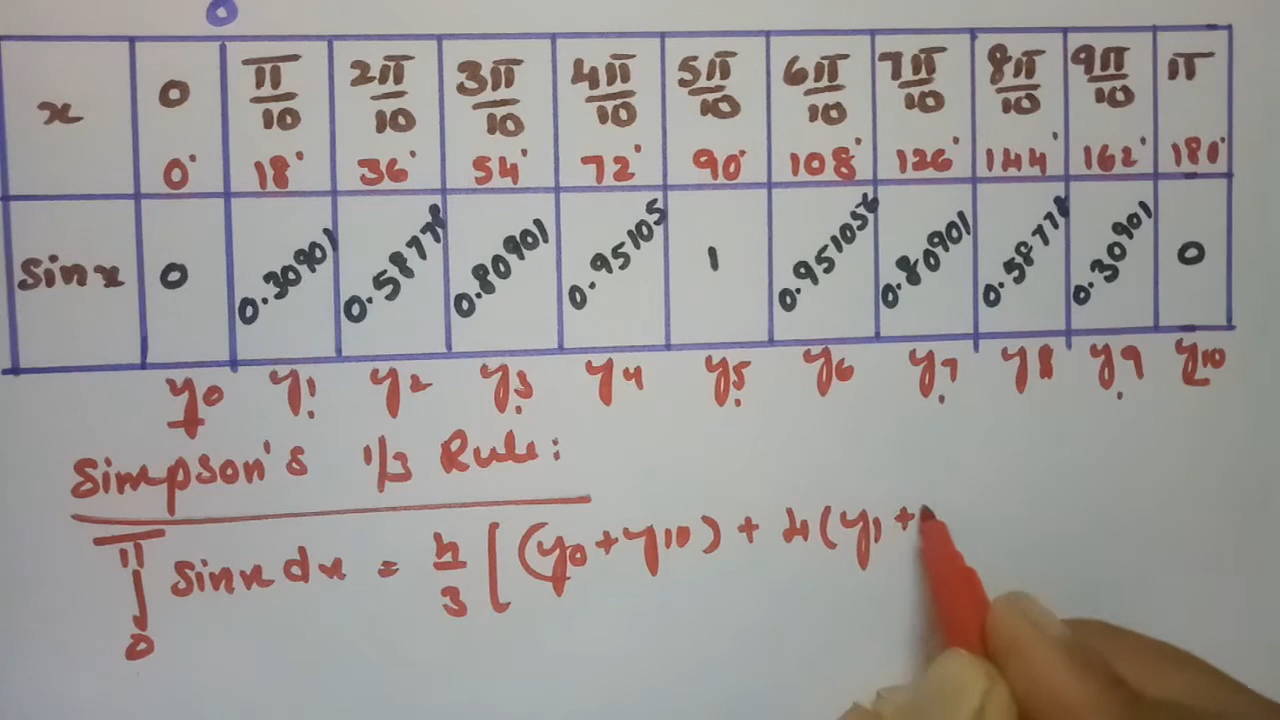 x 0 π/10 2π/10 3π/10 4π/10 5π/10 6π/10 7π/10 8π/10 9π/10 π
0° 18° 36° 54° 72° 90° 108° 126° 144° 162° 180°
Sinx 0 0.30901 0.58778 0.80901 0.95105 1 0.951056 0.80901 0.58778 0.30901 0
y0 y1 y2 y3 y4 y5 y6 y7 y8 y9 y10
Simpson's 1/3 Rule:
∫₀^π Sinx dx = h/3 [(y0+y10) + 4(y1 +